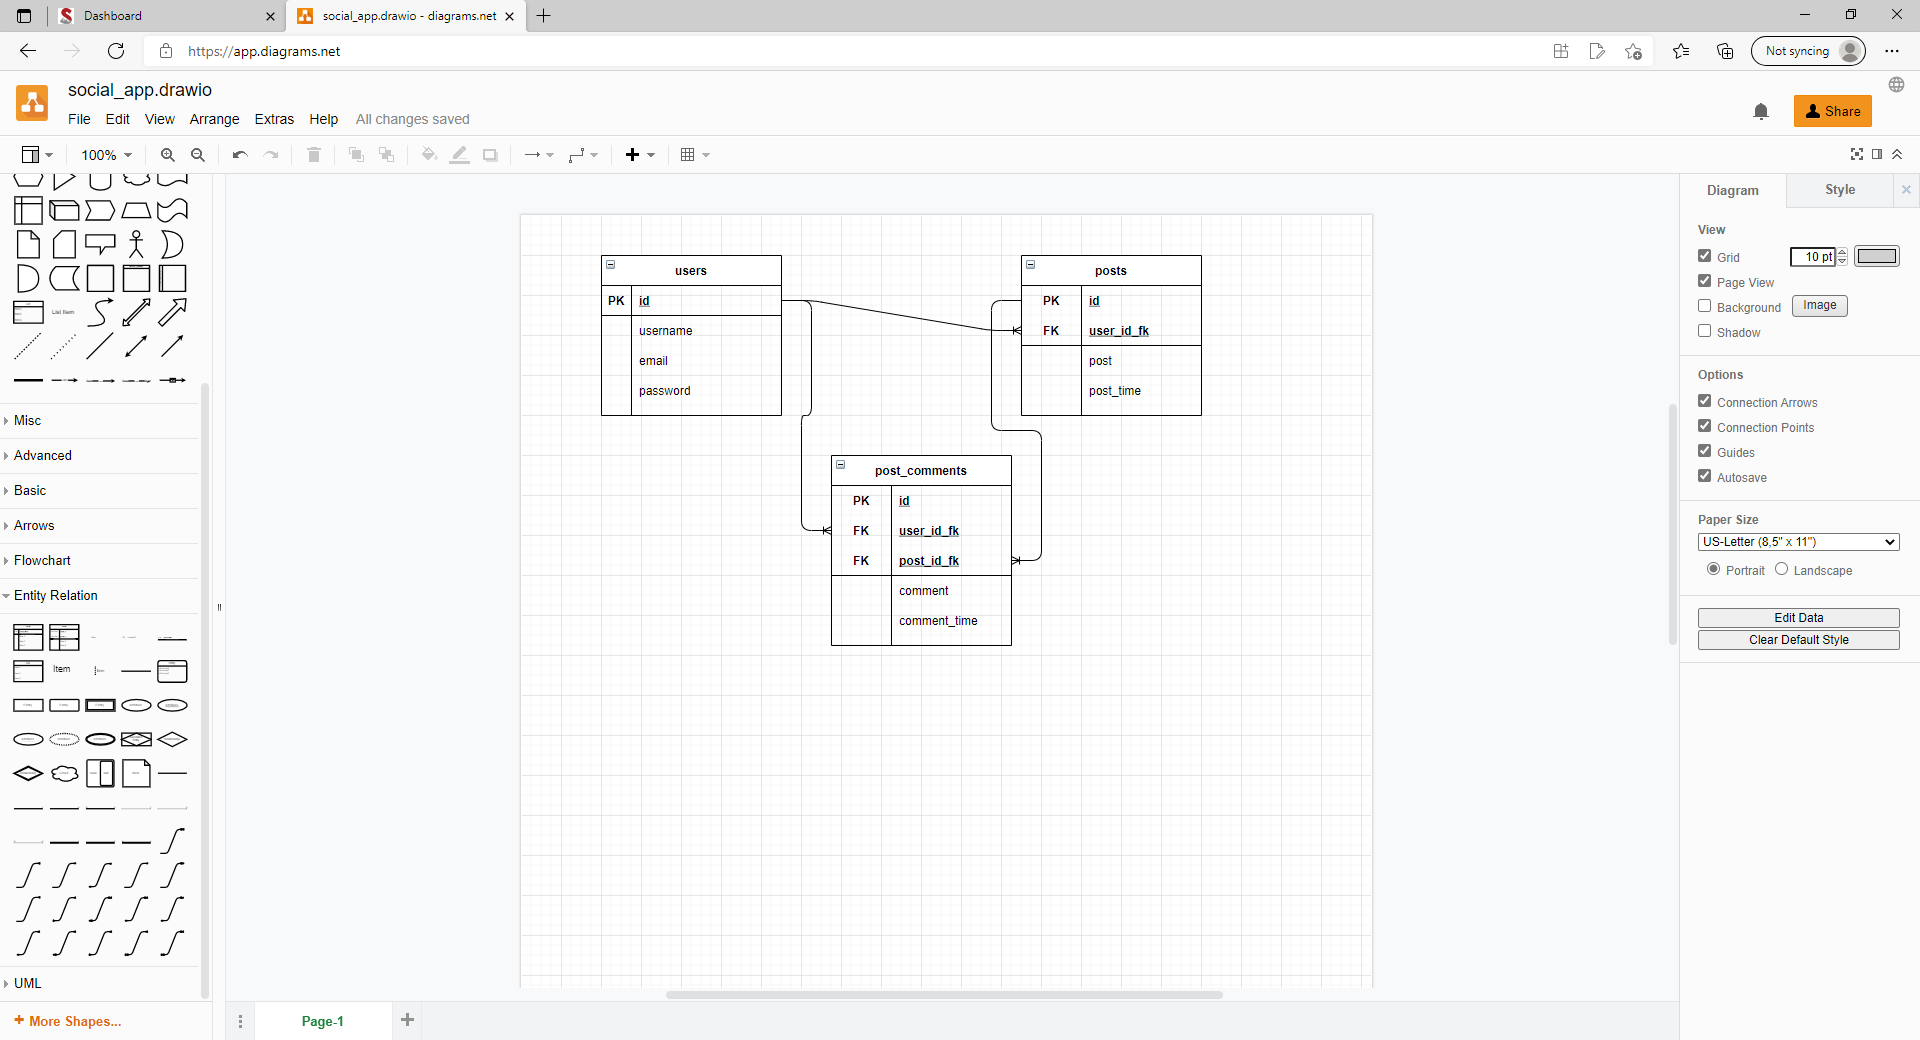 Dashboard
social_app.drawio - diagrams.net
https://app.diagrams.net
Not syncing
social_app.drawio
File Edit View Arrange Extras Help All changes saved
Share
100%
List Item
Misc
Advanced
Basic
Arrows
Flowchart
Entity Relation
Item
UML
+ More Shapes...
users
PK id
username
email
password
posts
PK id
FK user_id_fk
post
post_time
post_comments
PK id
FK user_id_fk
FK post_id_fk
comment
comment_time
Page-1
Diagram Style
View
Grid 10 pt
Page View
Background Image
Shadow
Options
Connection Arrows
Connection Points
Guides
Autosave
Paper Size
US-Letter (8,5" x 11")
Portrait Landscape
Edit Data
Clear Default Style